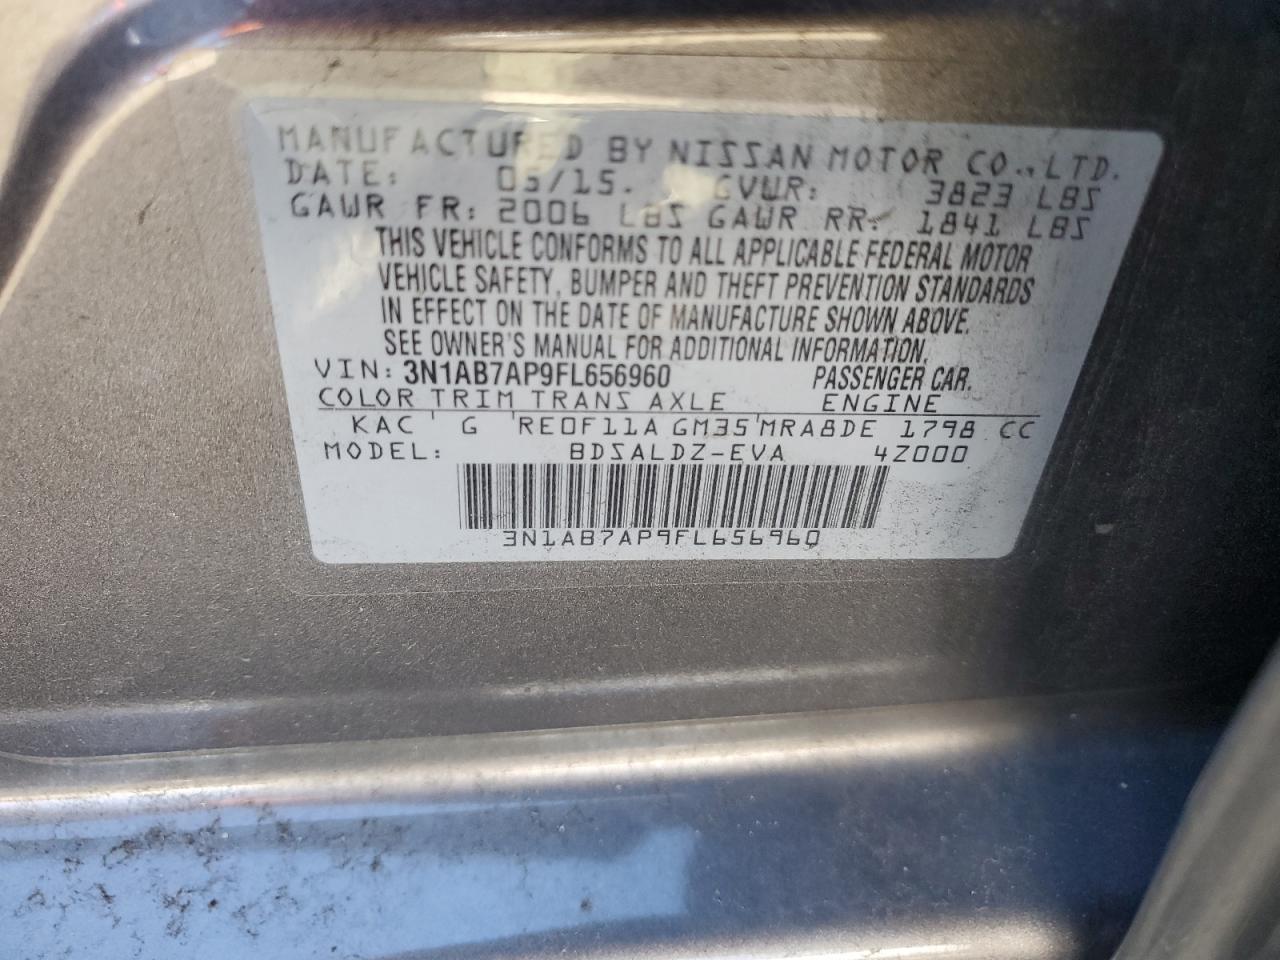 MANUFACTURED BY NISSAN MOTOR CO.,LTD.
DATE: 05/15. GVWR: 3823 LBS
GAWR FR: 2006 LBS GAWR RR: 1841 LBS
THIS VEHICLE CONFORMS TO ALL APPLICABLE FEDERAL MOTOR
VEHICLE SAFETY, BUMPER AND THEFT PREVENTION STANDARDS
IN EFFECT ON THE DATE OF MANUFACTURE SHOWN ABOVE.
SEE OWNER'S MANUAL FOR ADDITIONAL INFORMATION.
VIN: 3N1AB7AP9FL656960 PASSENGER CAR.
COLOR TRIM TRANS AXLE ENGINE
KAC G RE0F11A GM35 MRA8DE 1798 CC
MODEL: BDSALDZ-EVA 4Z000
3N1AB7AP9FL656960